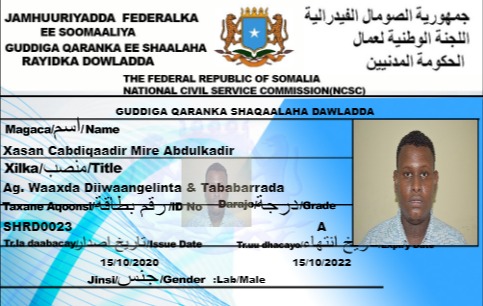 JAMHUURIYADDA FEDERALKA
EE SOOMAALIYA
GUDDIGA QARANKA EE SHAALAHA
RAYIDKA DOWLADDA
جمهورية الصومال الفيدرالية
اللجنة الوطنية لعمال
الحكومة المدنيين
THE FEDERAL REPUBLIC OF SOMALIA
NATIONAL CIVIL SERVICE COMMISSION(NCSC)
GUDDIGA QARANKA SHAQAALAHA DAWLADDA
Magaca/اسم/Name
Xasan Cabdiqaadir Mire Abdulkadir
Xilka/منصب/Title
Ag. Waaxda Diiwaangelinta & Tababarrada
Taxane Aqoonsi/رقم بطاقة/ID No Darajo/درجة/Grade
SHRD0023 A
Tr.la daabacay/تاريخ اصدار/Issue Date Tr.uu dhacayo/تاريخ انتهاء/Expiry Date
15/10/2020 15/10/2022
Jinsi/جنس/Gender :Lab/Male